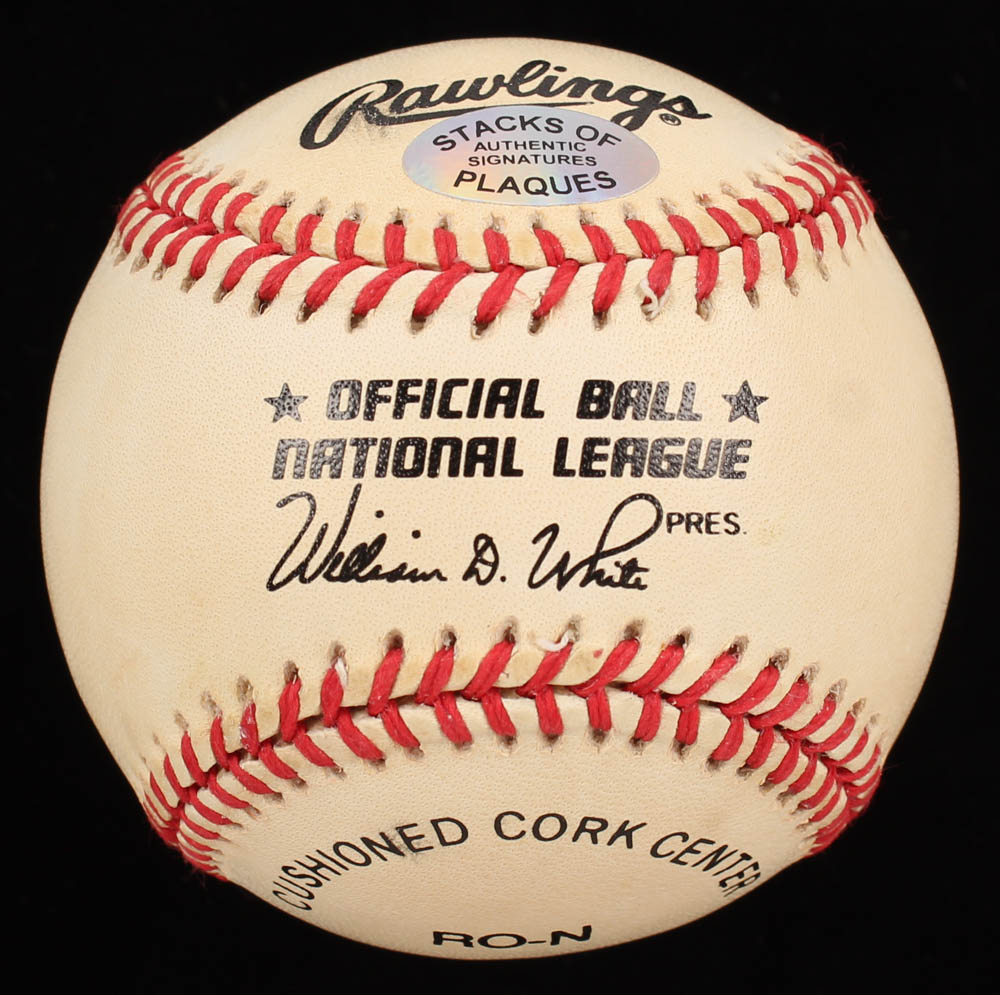 Rawlings®
STACKS OF
AUTHENTIC
SIGNATURES
PLAQUES
★ OFFICIAL BALL ★
NATIONAL LEAGUE
William D. White PRES.
CUSHIONED CORK CENTER
RO-N